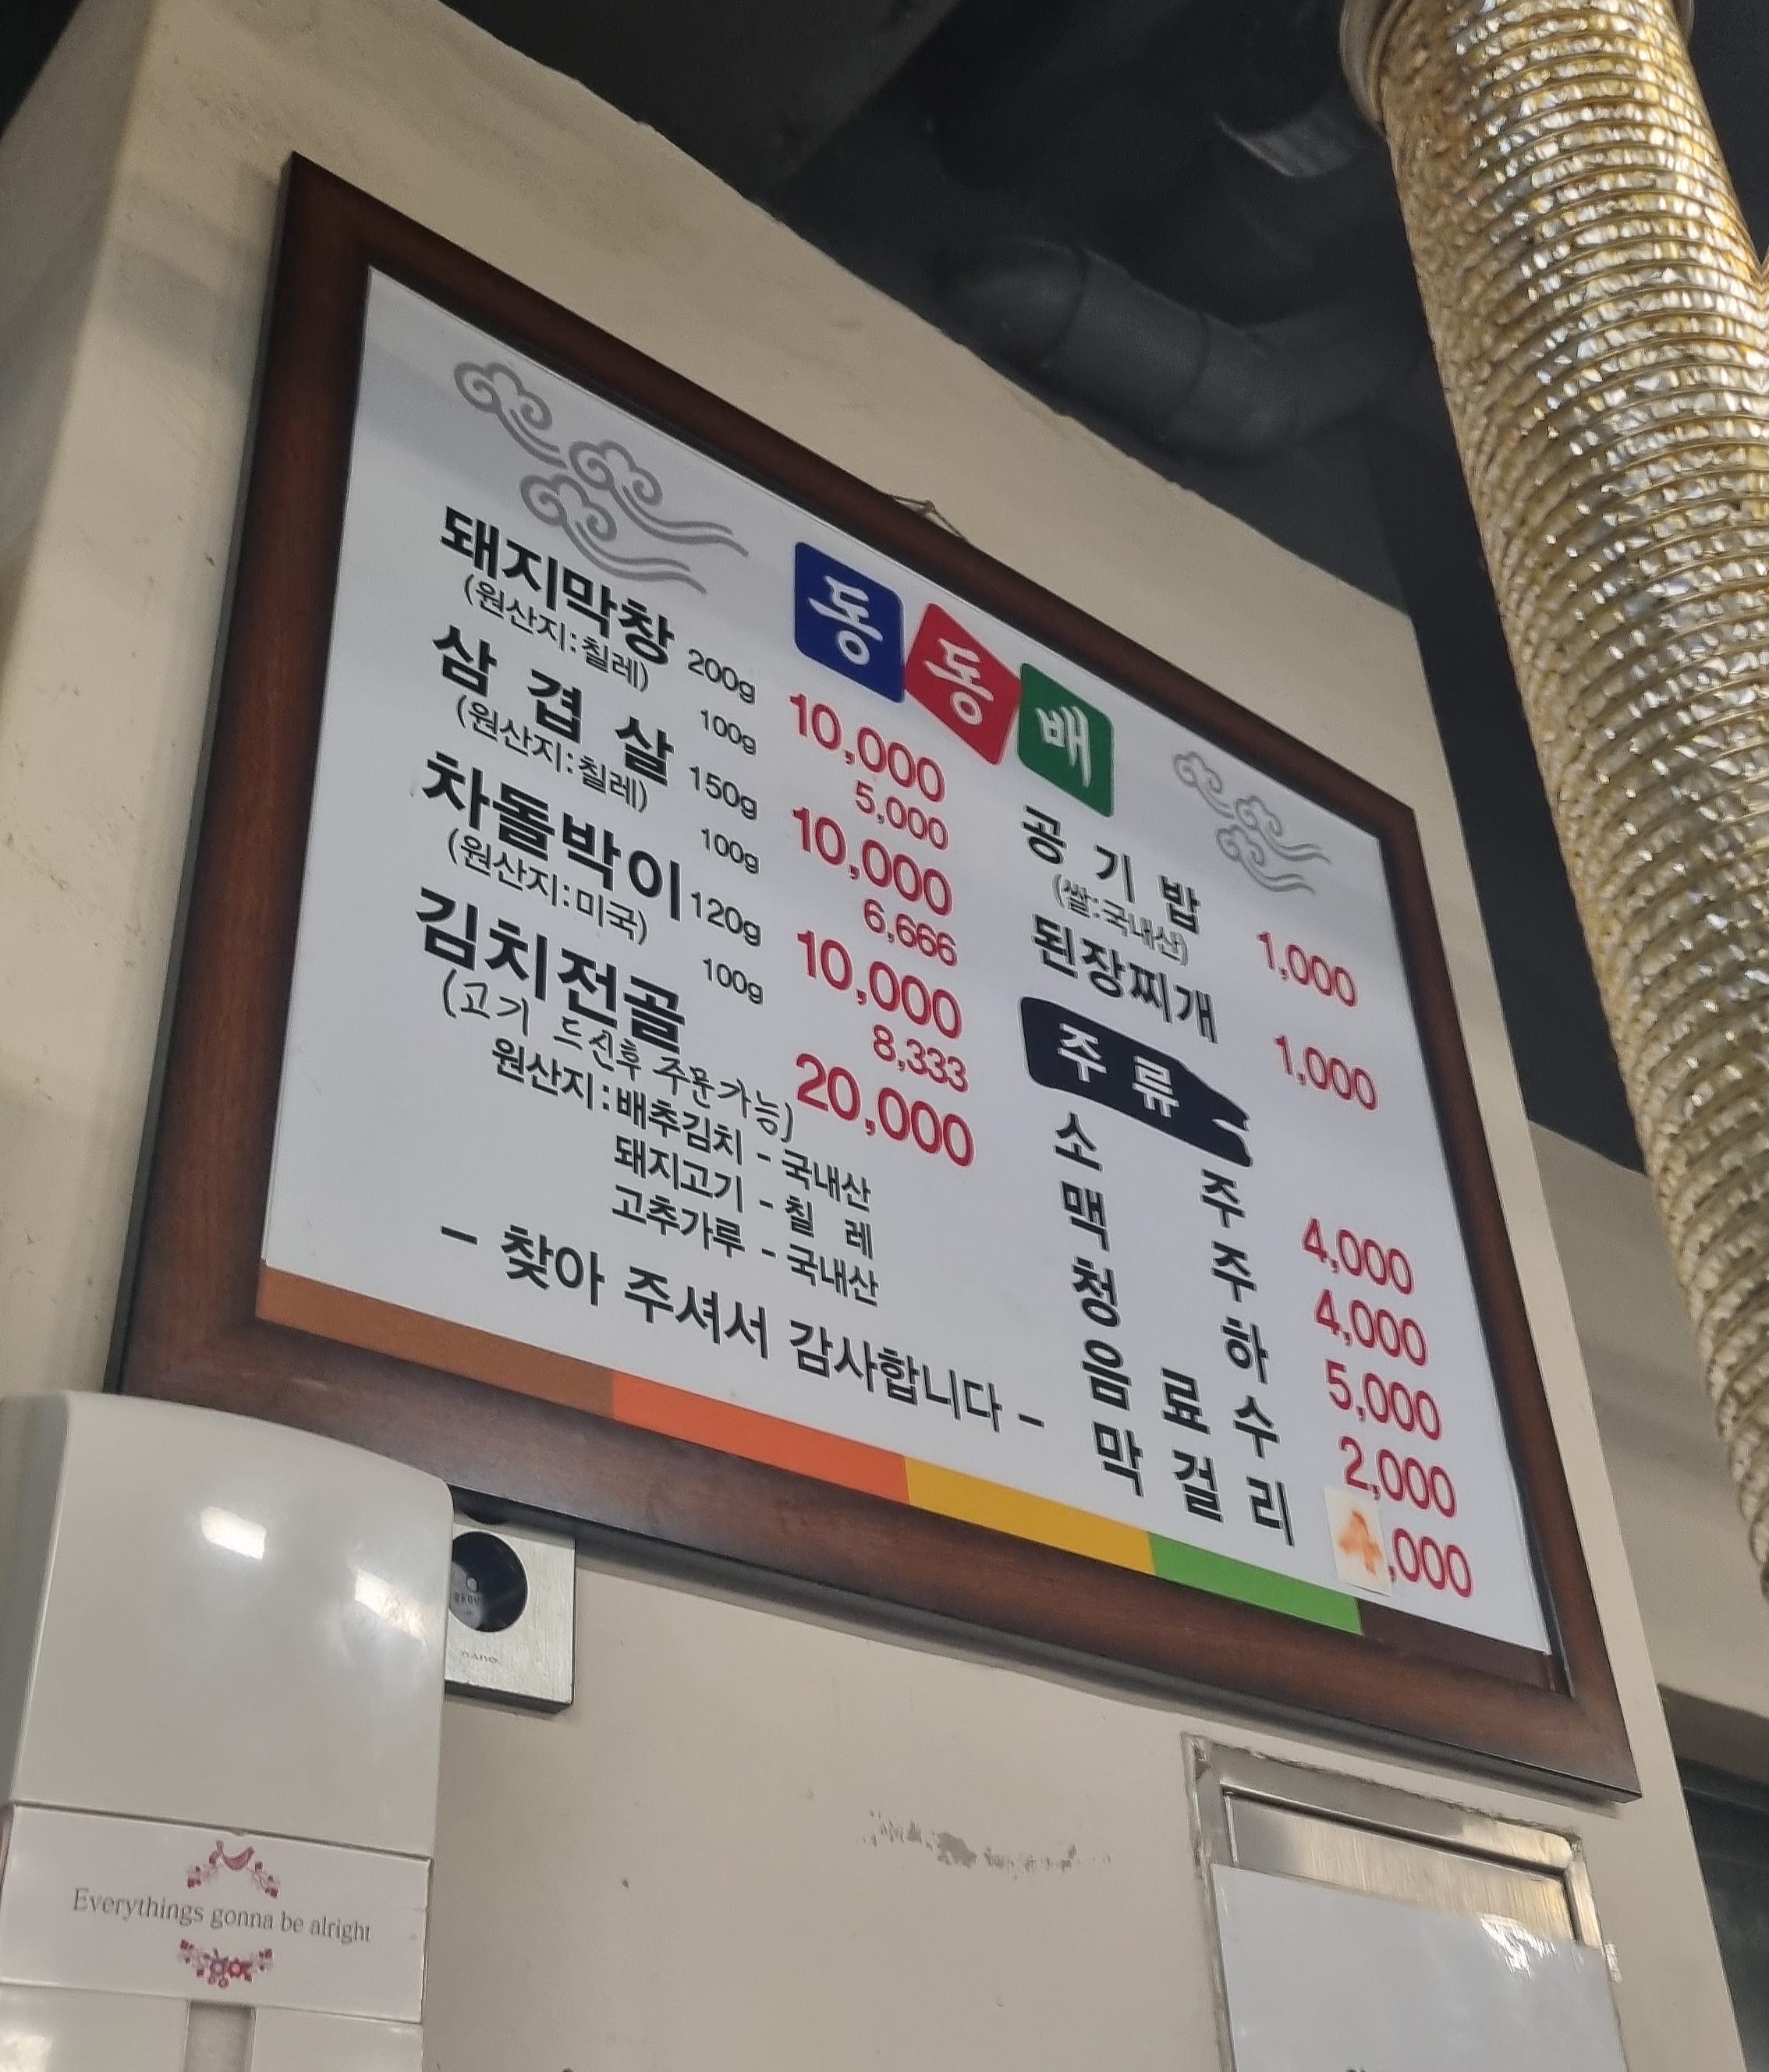 동동배
돼지막창 200g 10,000
(원산지:칠레) 100g 5,000
삼겹살 150g 10,000
(원산지:칠레) 100g 6,666
차돌박이 120g 10,000
(원산지:미국) 100g 8,333
김치전골 20,000
(고기 드신후 주문가능)
원산지:배추김치 - 국내산
돼지고기 - 칠 레
고추가루 - 국내산
- 찾아 주셔서 감사합니다 -
공기밥 1,000
(쌀:국내산)
된장찌개 1,000
주류
소주 4,000
맥주 4,000
청하 5,000
음료수 2,000
막걸리 4,000
250V
nano
Everythings gonna be alright